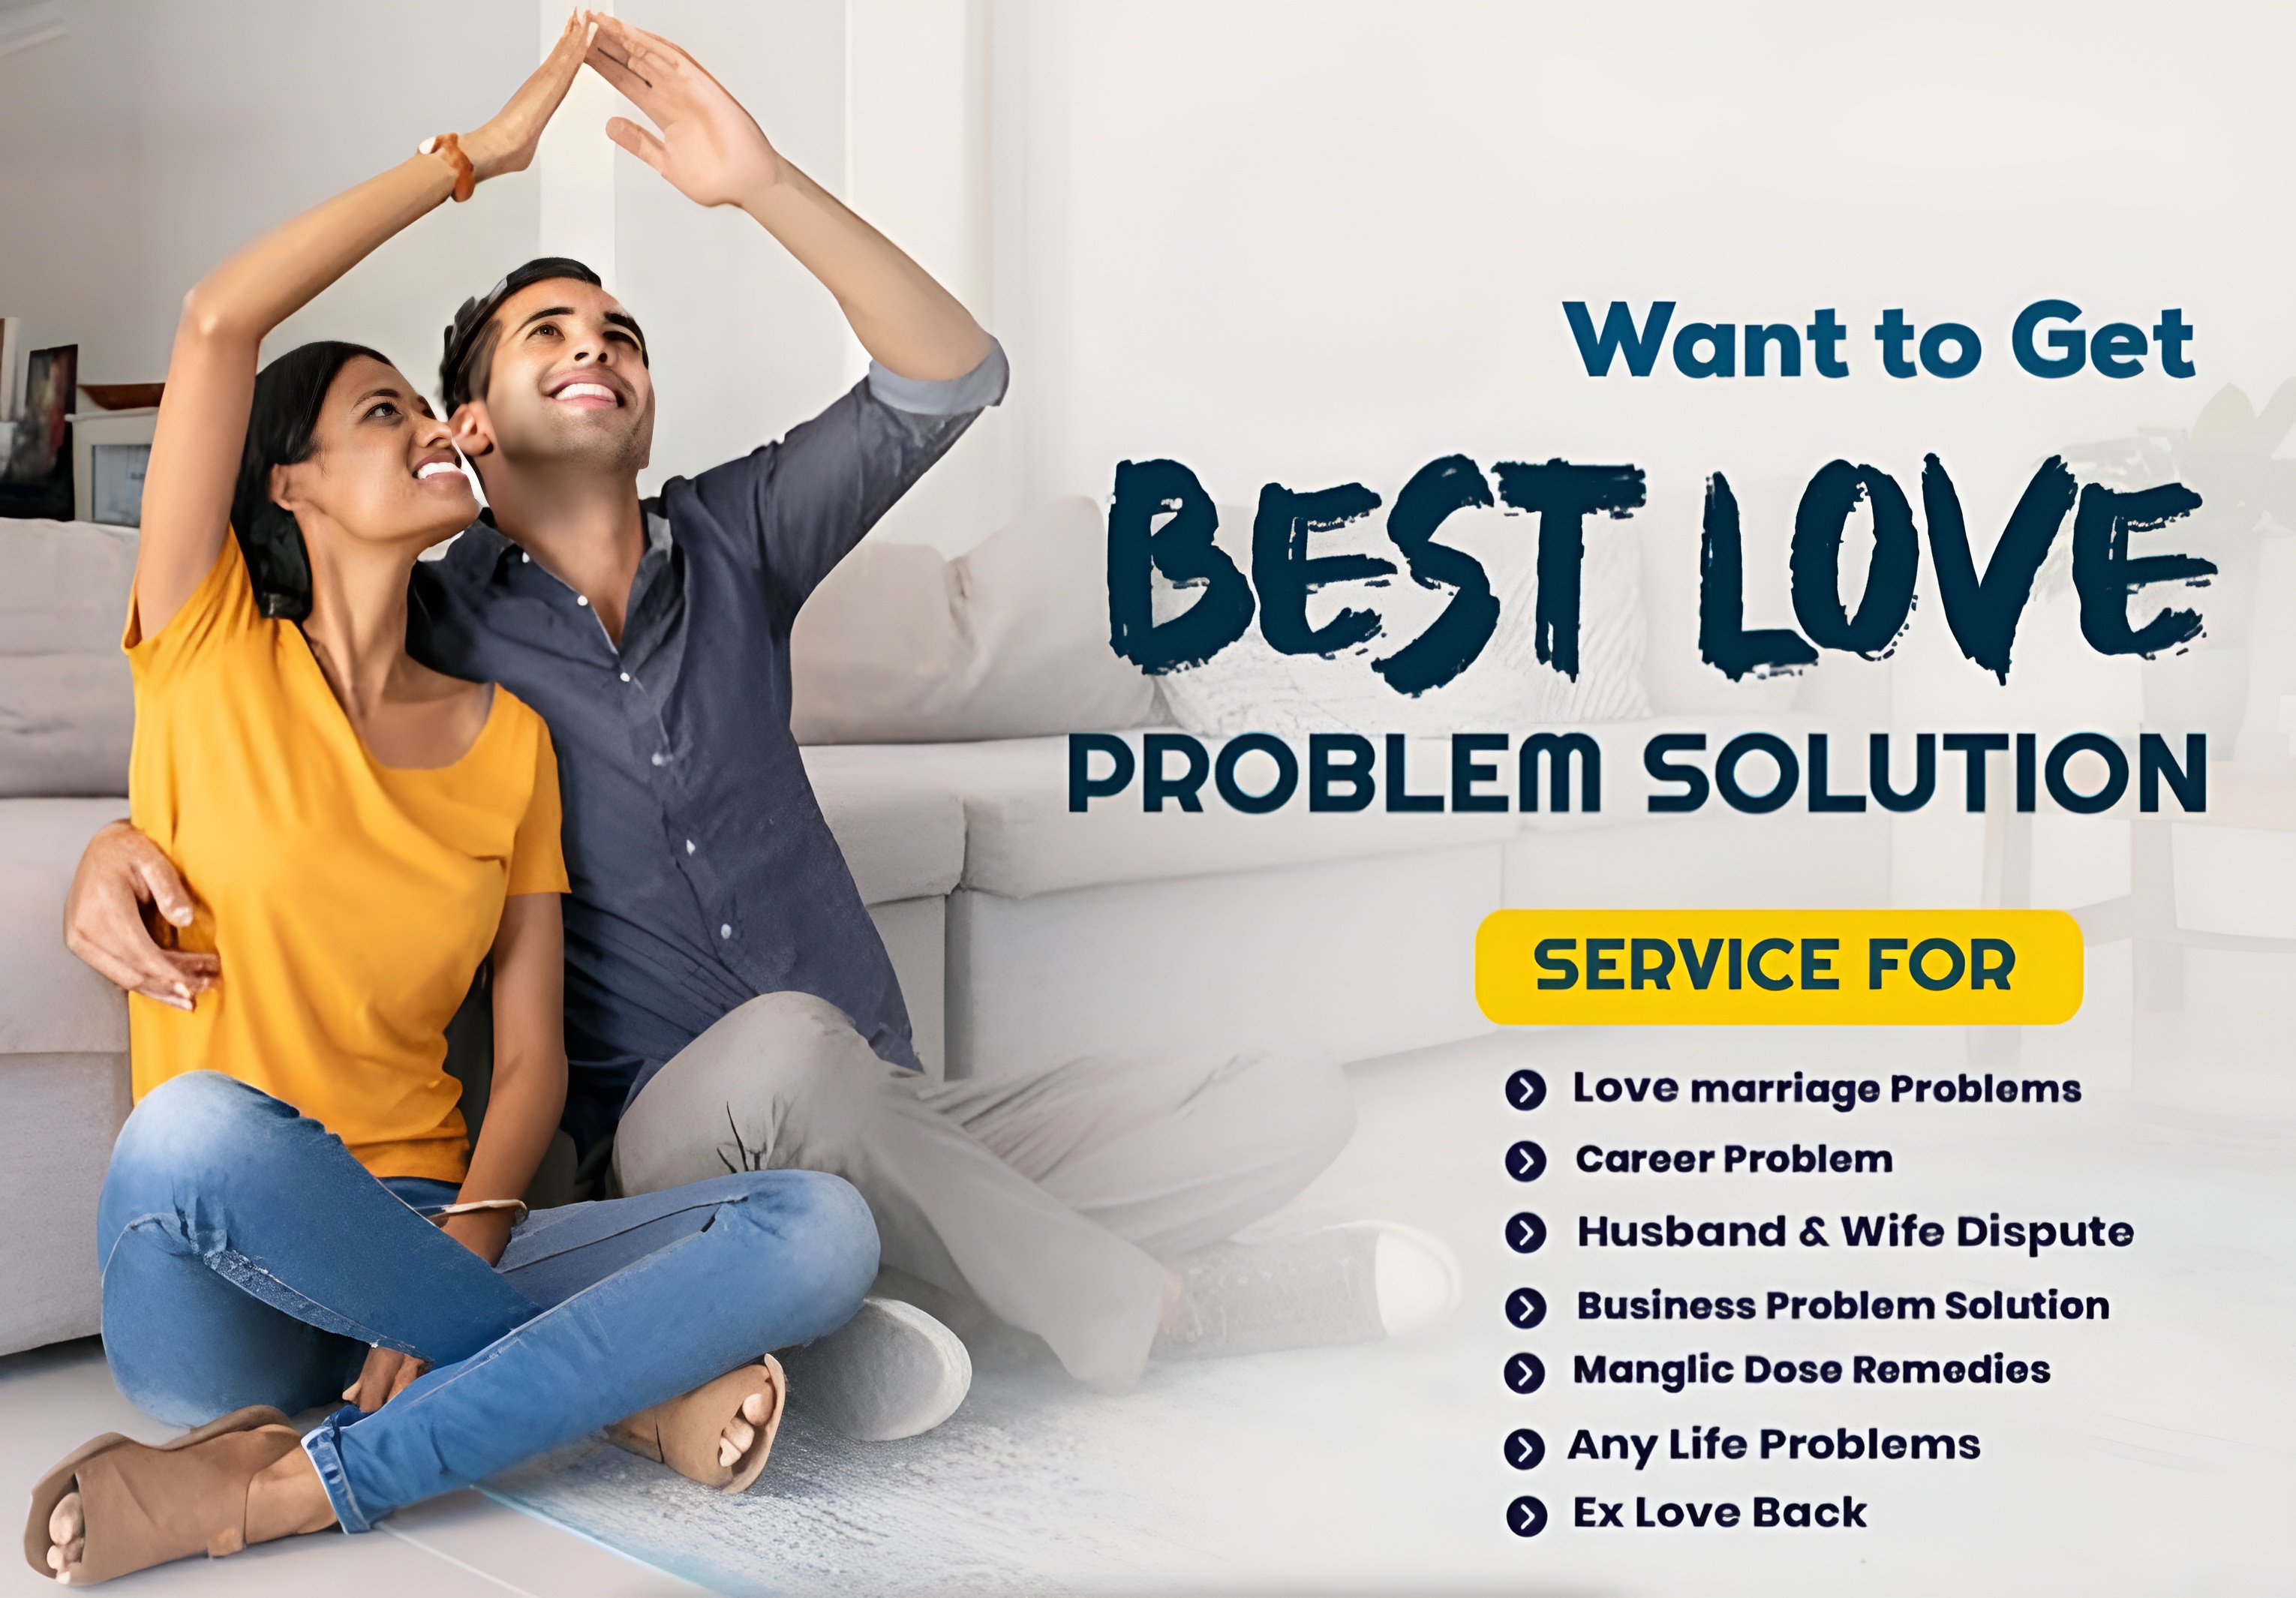 Want to Get
BEST LOVE
PROBLEM SOLUTION
SERVICE FOR
Love marriage Problems
Career Problem
Husband & Wife Dispute
Business Problem Solution
Manglic Dose Remedies
Any Life Problems
Ex Love Back